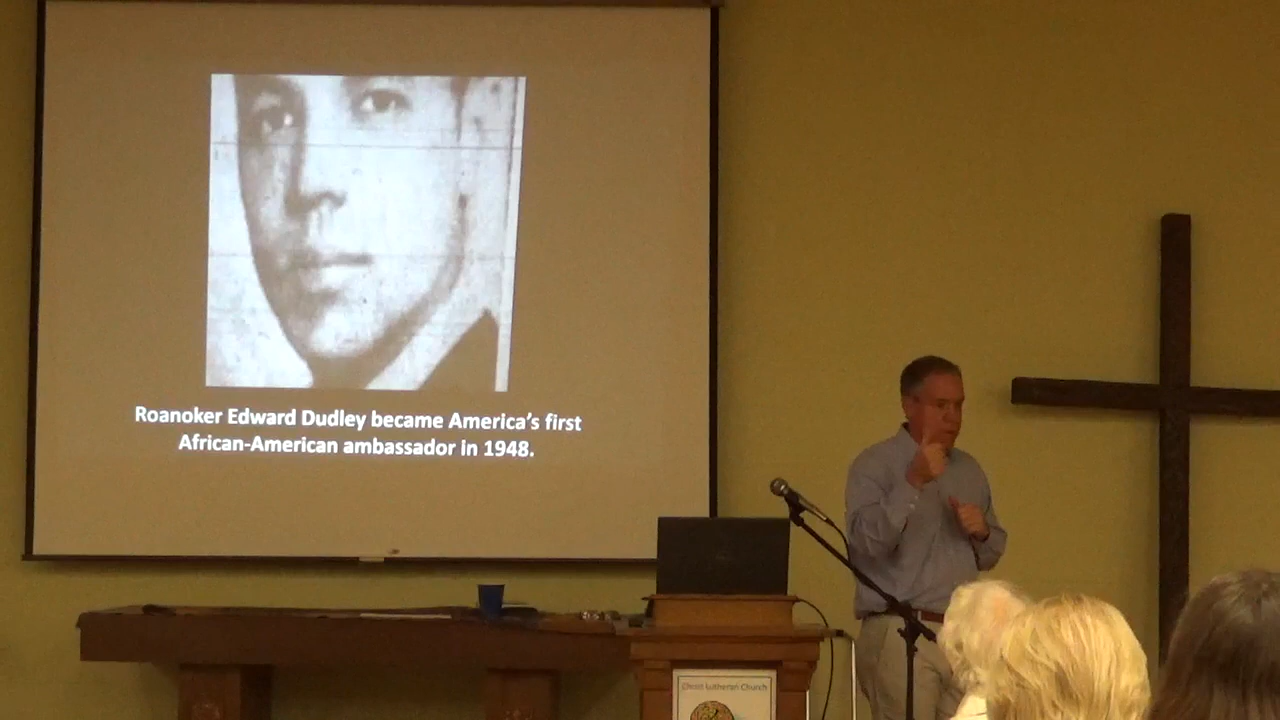 Roanoker Edward Dudley became America's first
African-American ambassador in 1948.
Christ Lutheran Church